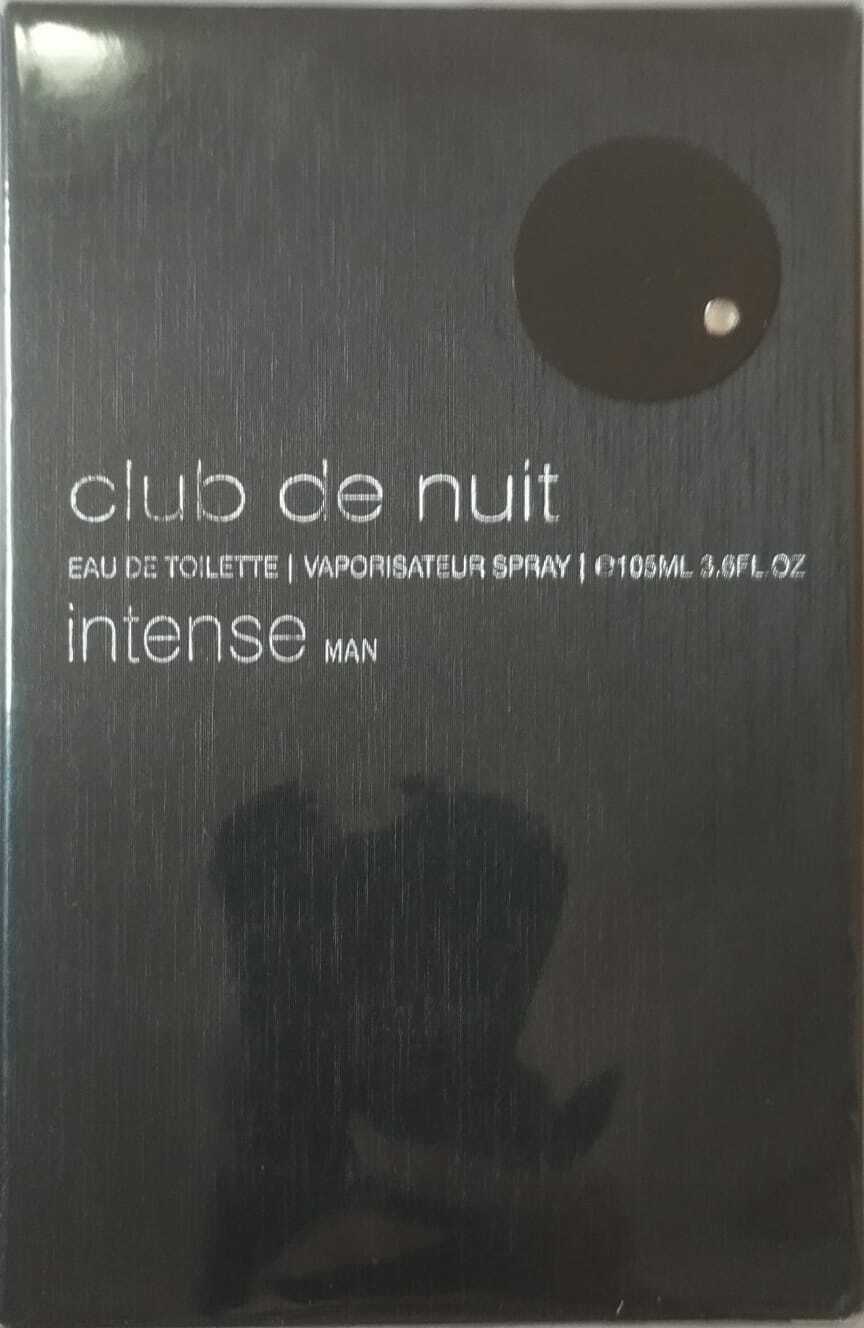 club de nuit
EAU DE TOILETTE | VAPORISATEUR SPRAY | ℮105ML 3.6FL.OZ
intense MAN